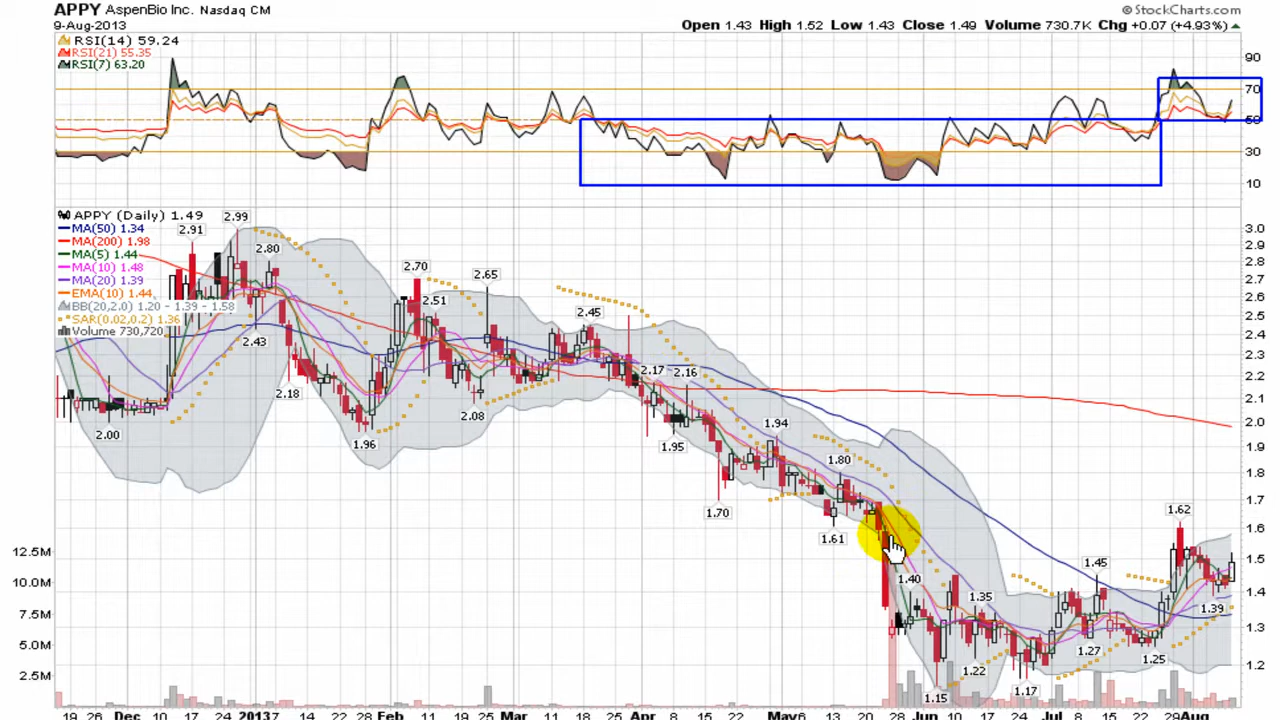 APPY AspenBio Inc. Nasdaq CM
© StockCharts.com
9-Aug-2013
Open 1.43 High 1.52 Low 1.43 Close 1.49 Volume 730.7K Chg +0.07 (+4.93%)
RSI(14) 59.24
RSI(21) 55.35
RSI(7) 63.20
90
70
50
30
10
APPY (Daily) 1.49
MA(50) 1.34
MA(200) 1.98
MA(5) 1.44
MA(10) 1.48
MA(20) 1.39
EMA(10) 1.44
BB(20,2.0) 1.20 - 1.39 - 1.58
SAR(0.02,0.2) 1.36
Volume 730,720
2.91
2.99
2.80
2.43
2.00
2.18
1.96
2.70
2.51
2.65
2.08
2.45
2.17
2.16
1.95
1.70
1.94
1.80
1.61
1.40
1.35
1.15
1.22
1.17
1.45
1.27
1.25
1.62
1.39
3.0
2.9
2.8
2.7
2.6
2.5
2.4
2.3
2.2
2.1
2.0
1.9
1.8
1.7
1.6
1.5
1.4
1.3
1.2
12.5M
10.0M
7.5M
5.0M
2.5M
19 26 Dec 10 17 24 2013 7 14 22 28 Feb 11 19 25 Mar 11 18 25 Apr 8 15 22 May 6 13 20 28 Jun 10 17 24 Jul 8 15 22 29 Aug